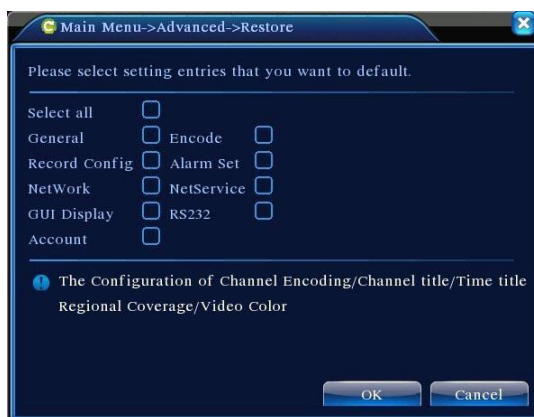 Main Menu->Advanced->Restore
Please select setting entries that you want to default.
Select all
General Encode
Record Config Alarm Set
NetWork NetService
GUI Display RS232
Account
The Configuration of Channel Encoding/Channel title/Time title
Regional Coverage/Video Color
OK Cancel